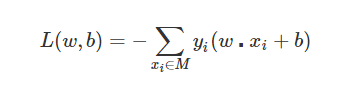 L(w, b) = − ∑_{x_i∈M} y_i(w · x_i + b)